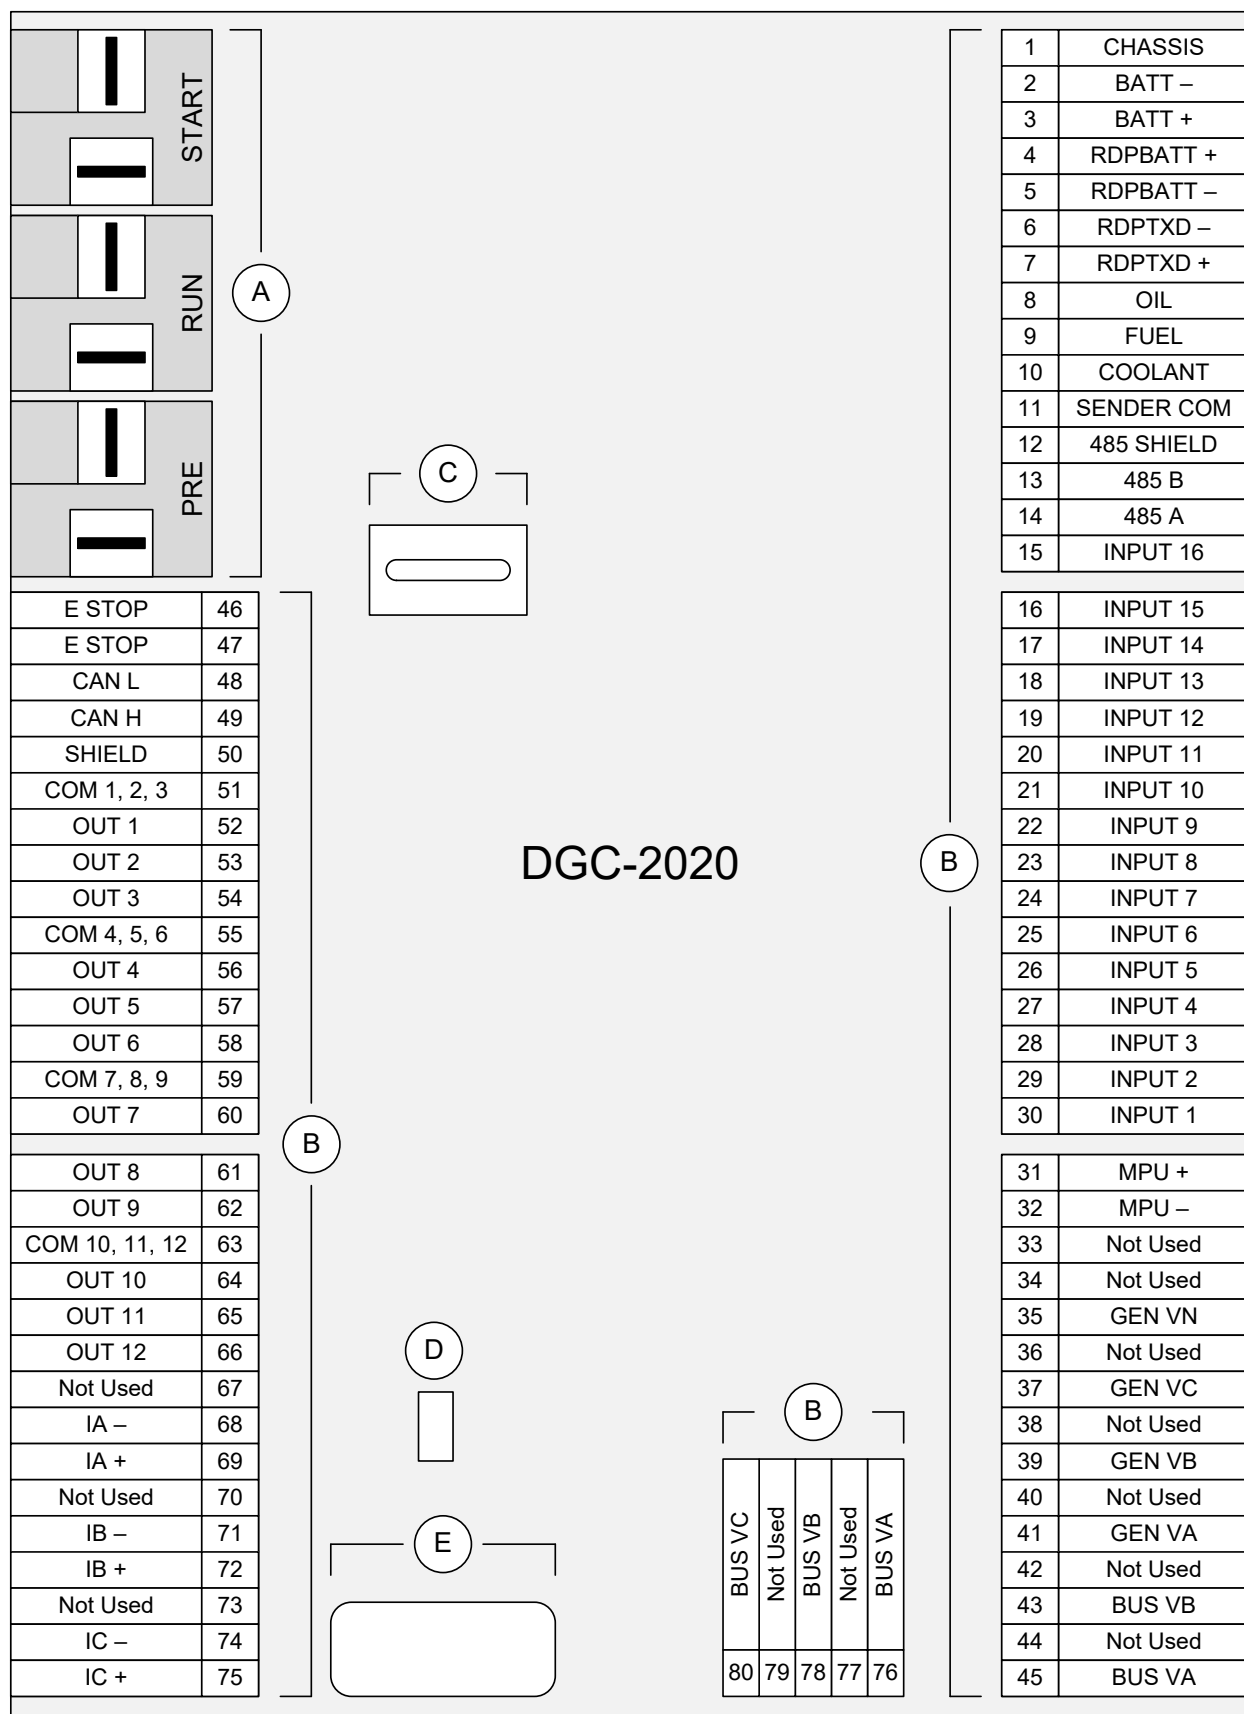 START
RUN
PRE
A
C
B
DGC-2020
B
D
E
B
1 CHASSIS
2 BATT –
3 BATT +
4 RDPBATT +
5 RDPBATT –
6 RDPTXD –
7 RDPTXD +
8 OIL
9 FUEL
10 COOLANT
11 SENDER COM
12 485 SHIELD
13 485 B
14 485 A
15 INPUT 16
16 INPUT 15
17 INPUT 14
18 INPUT 13
19 INPUT 12
20 INPUT 11
21 INPUT 10
22 INPUT 9
23 INPUT 8
24 INPUT 7
25 INPUT 6
26 INPUT 5
27 INPUT 4
28 INPUT 3
29 INPUT 2
30 INPUT 1
31 MPU +
32 MPU –
33 Not Used
34 Not Used
35 GEN VN
36 Not Used
37 GEN VC
38 Not Used
39 GEN VB
40 Not Used
41 GEN VA
42 Not Used
43 BUS VB
44 Not Used
45 BUS VA
E STOP 46
E STOP 47
CAN L 48
CAN H 49
SHIELD 50
COM 1, 2, 3 51
OUT 1 52
OUT 2 53
OUT 3 54
COM 4, 5, 6 55
OUT 4 56
OUT 5 57
OUT 6 58
COM 7, 8, 9 59
OUT 7 60
OUT 8 61
OUT 9 62
COM 10, 11, 12 63
OUT 10 64
OUT 11 65
OUT 12 66
Not Used 67
IA – 68
IA + 69
Not Used 70
IB – 71
IB + 72
Not Used 73
IC – 74
IC + 75
BUS VC 80
Not Used 79
BUS VB 78
Not Used 77
BUS VA 76